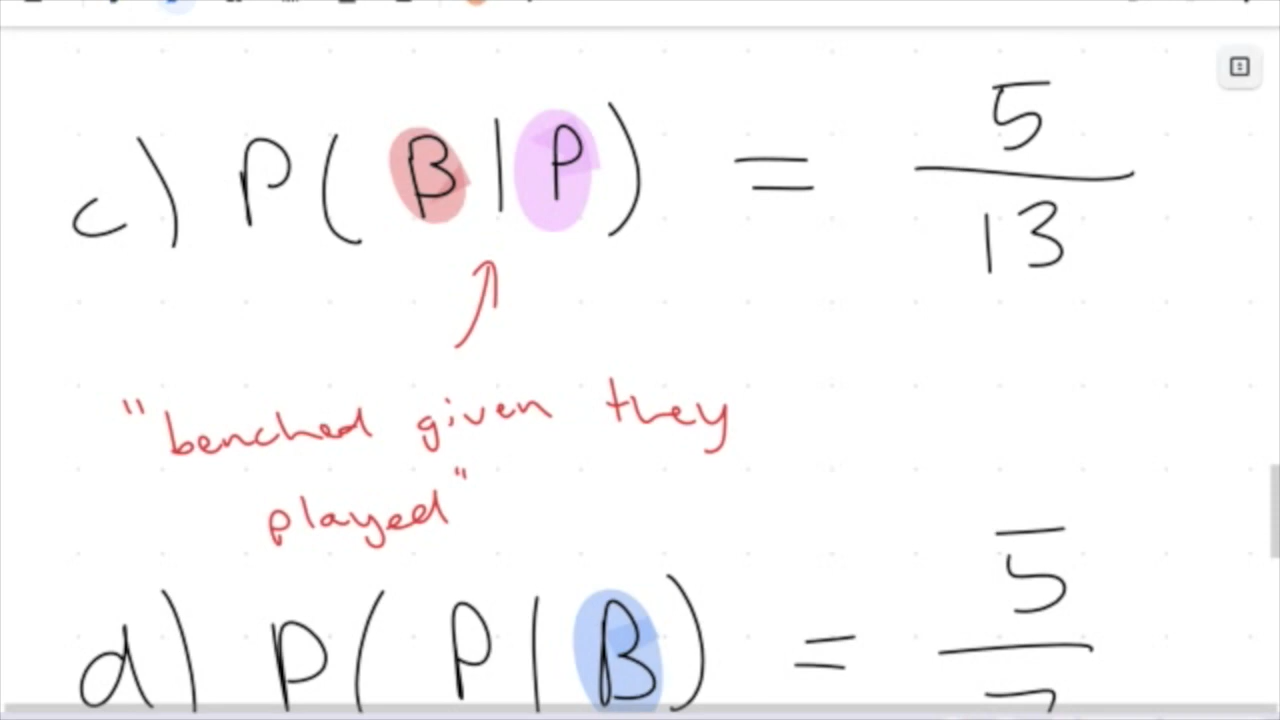 c) P(B|P) = 5/13
"benched given they
played"
d) P(P|B) = 5/